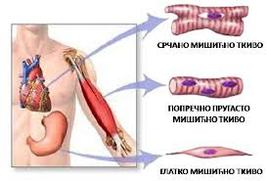 СРЧАНО МИШИЋНО ТКИВО
ПОПРЕЧНО ПРУГАСТО
МИШИЋНО ТКИВО
ГЛАТКО МИШИЋНО ТКИВО